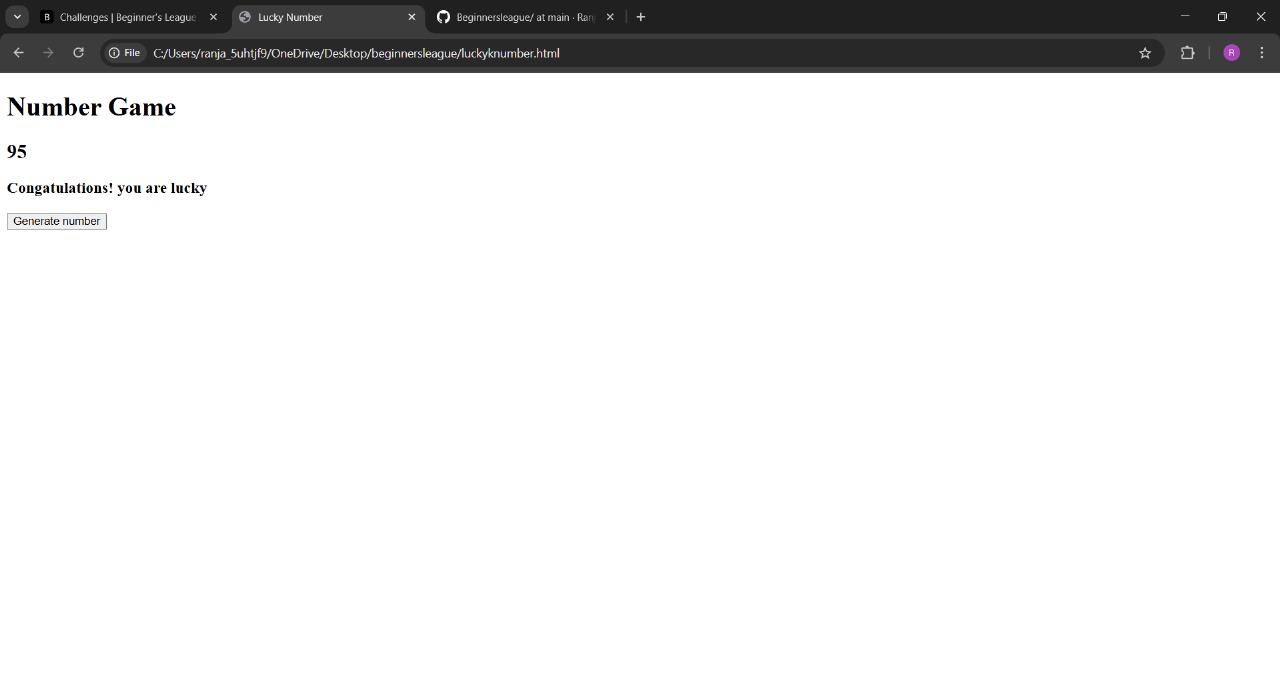 B Challenges | Beginner's League
Lucky Number
Beginnersleague/ at main · Ran
File
C:/Users/ranja_5uhtjf9/OneDrive/Desktop/beginnersleague/luckyknumber.html
R
Number Game
95
Congatulations! you are lucky
Generate number